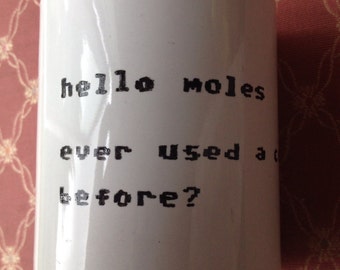 hello moles
ever used a
before?